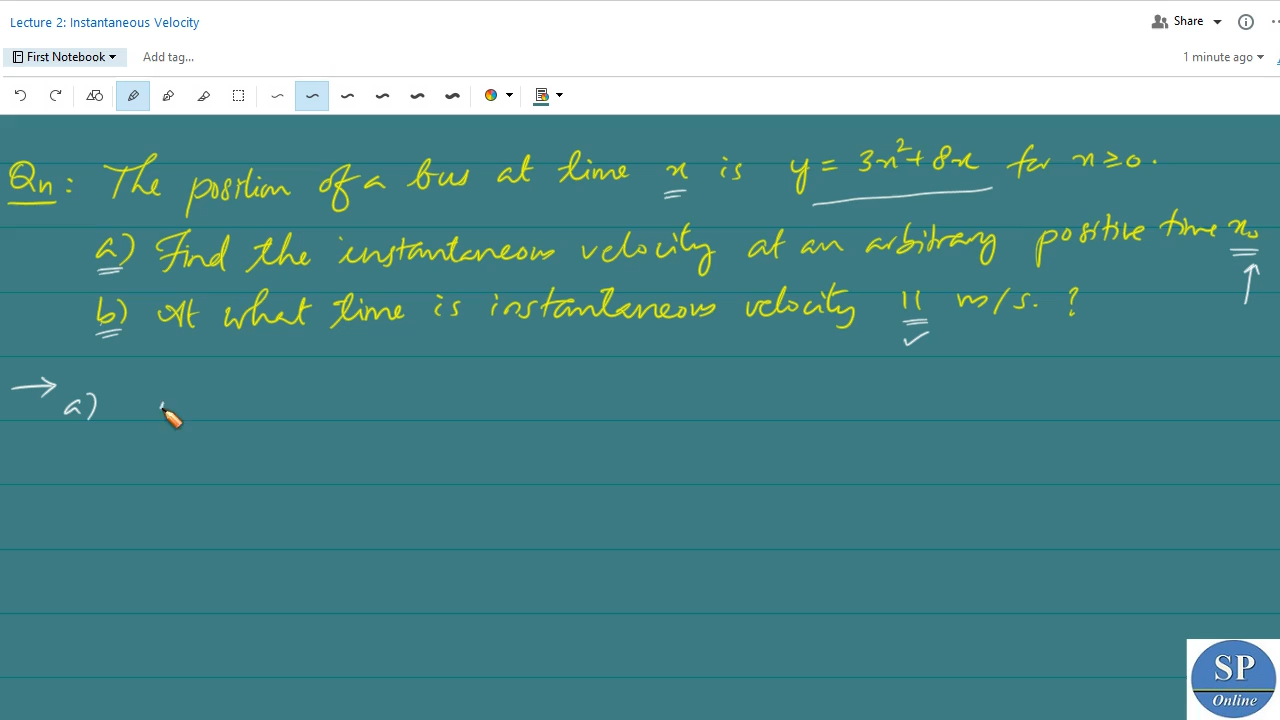 Lecture 2: Instantaneous Velocity
Share
First Notebook
Add tag...
1 minute ago
Qn: The position of a bus at time x is y = 3x²+ 8x for x ≥ 0.
a) Find the instantaneous velocity at an arbitrary positive time x₀
b) At what time is instantaneous velocity 11 m/s. ?
→ a)
SP
Online